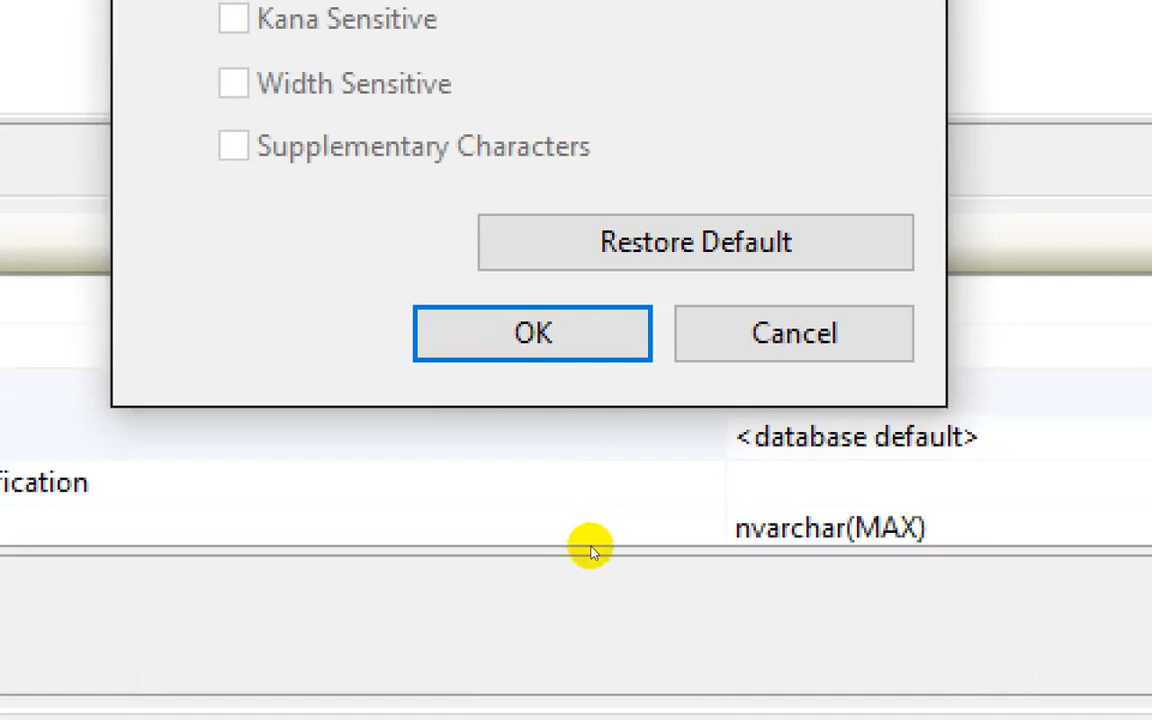 Kana Sensitive
Width Sensitive
Supplementary Characters
Restore Default
OK Cancel
<database default>
fication
nvarchar(MAX)